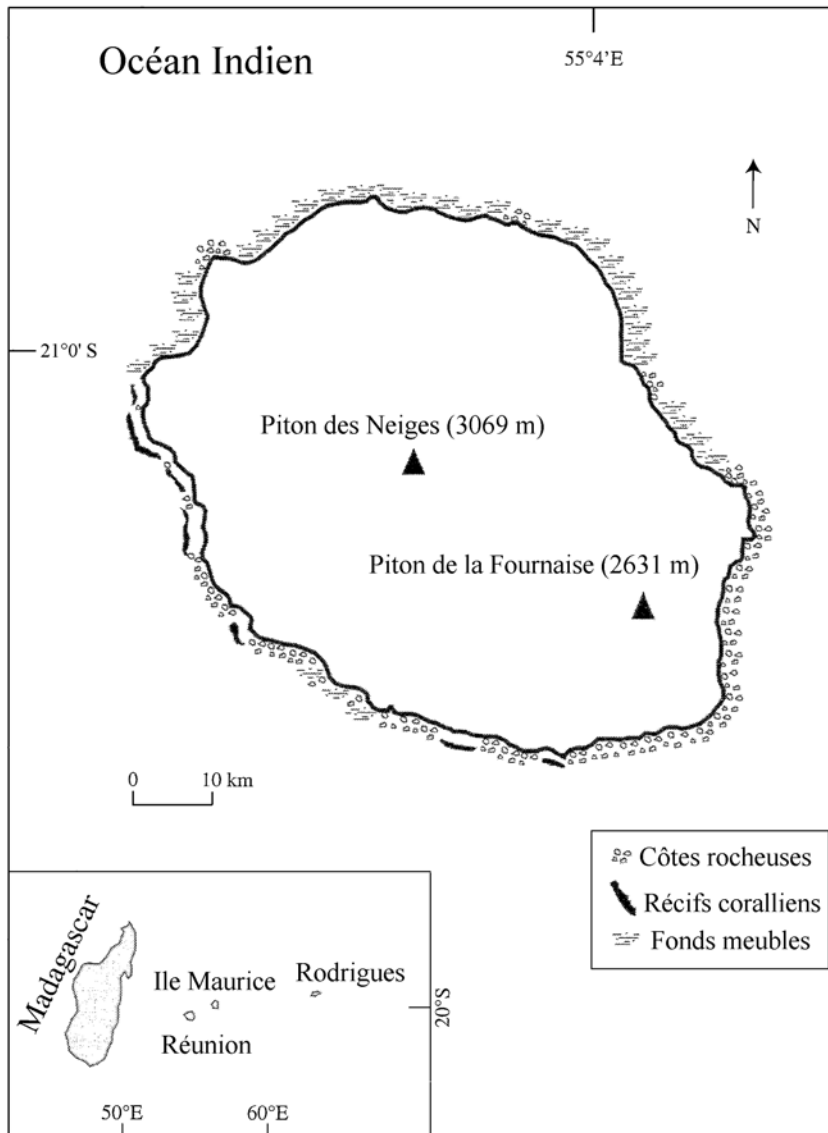 Océan Indien
55°4'E
N
21°0' S
Piton des Neiges (3069 m)
Piton de la Fournaise (2631 m)
0 10 km
Côtes rocheuses
Récifs coralliens
Fonds meubles
Madagascar
Ile Maurice
Rodrigues
Réunion
20°S
50°E 60°E